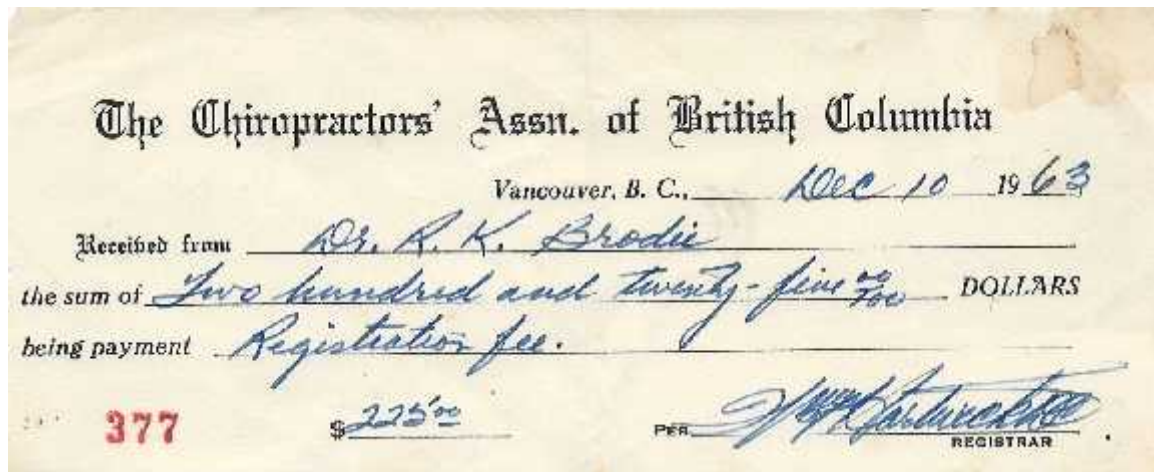 The Chiropractors' Assn. of British Columbia
Vancouver, B. C., Dec 10 1963
Received from Dr. R. K. Brodie
the sum of Two hundred and twenty-five 00/100 DOLLARS
being payment Registration fee.
377 $225.00 PER
REGISTRAR